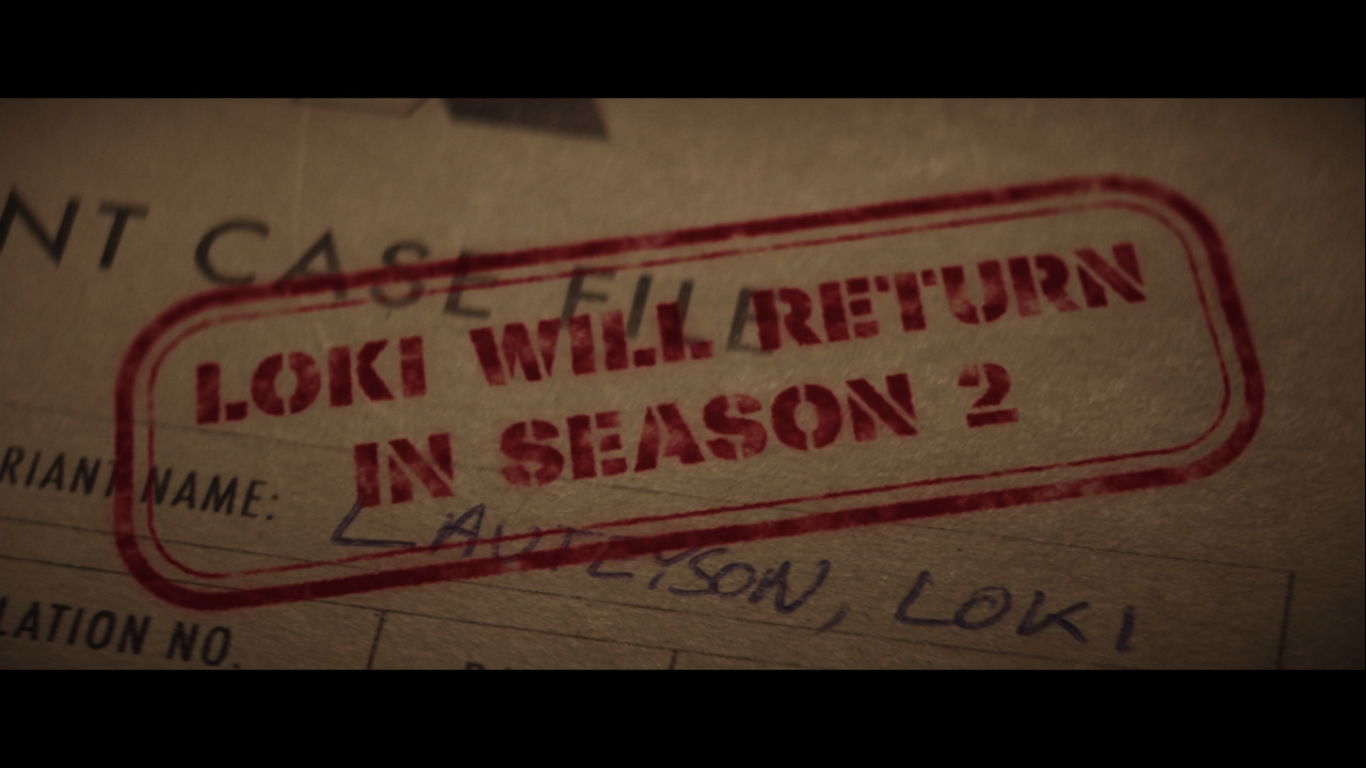 NT CASE FILE
LOKI WILL RETURN
IN SEASON 2
RIANT NAME:
LAUFEYSON, LOKI
LATION NO.